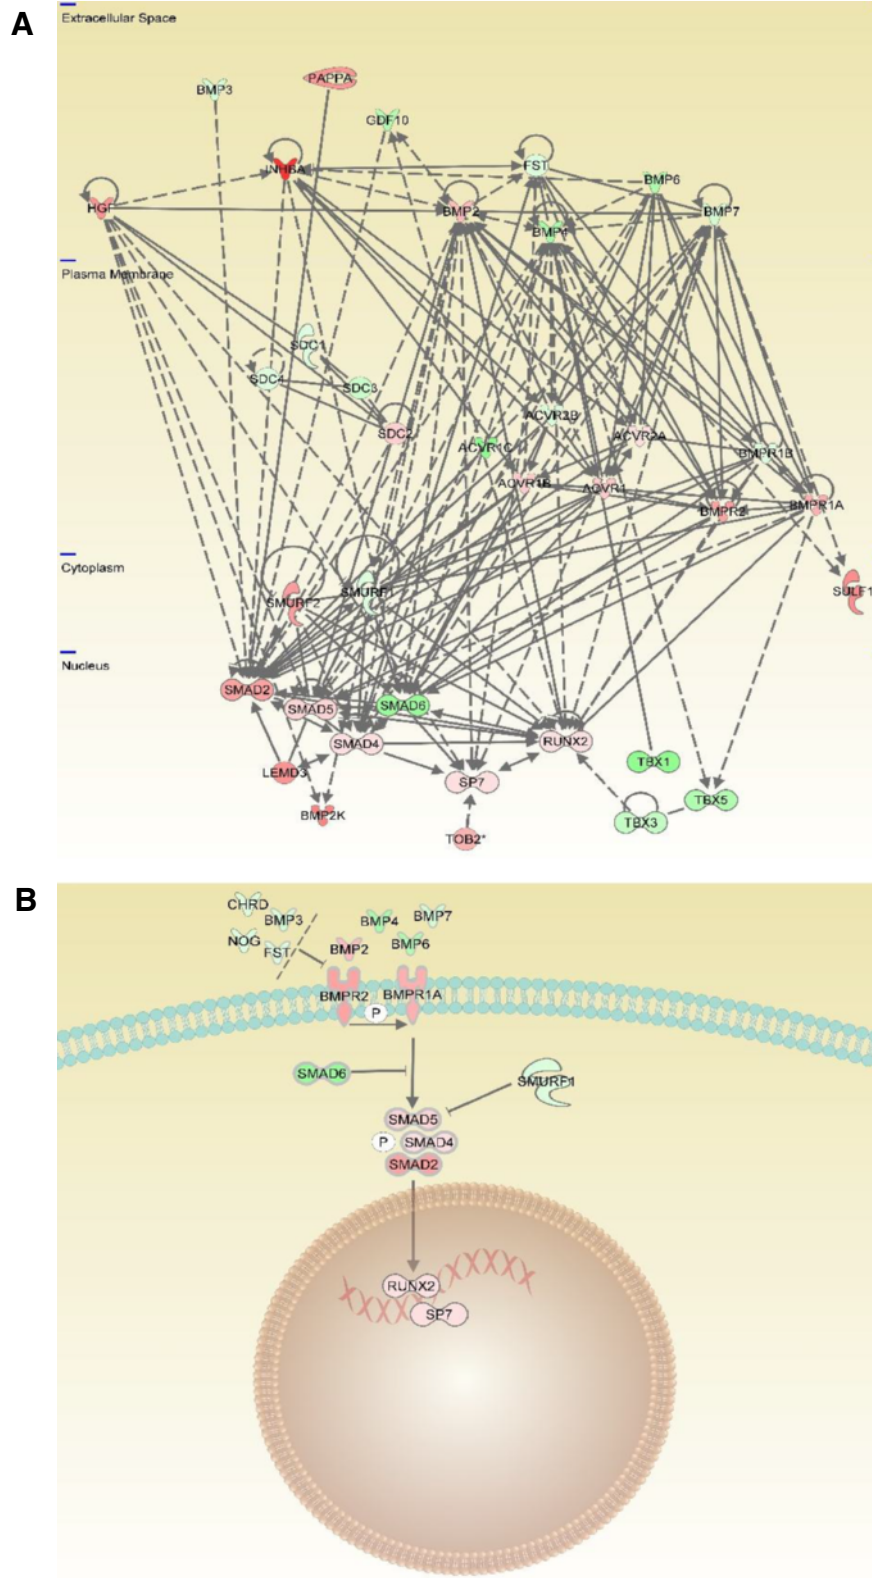 A
Extracellular Space
PAPPA
BMP3
GDF10
INHBA
FST
BMP6
HGF
BMP2
BMP7
BMP4
Plasma Membrane
SDC1
SDC4
SDC3
SDC2
ACVR2B
ACVR2A
ACVR1C
BMPR1B
ACVR1B
ACVR1
BMPR2
BMPR1A
Cytoplasm
SULF1
SMURF2
SMURF1
Nucleus
SMAD2
SMAD5
SMAD6
SMAD4
RUNX2
TBX1
LEMD3
SP7
TBX5
BMP2K
TBX3
TOB2*
B
CHRD
BMP3
BMP4
BMP7
NOG
FST
BMP2
BMP6
BMPR2
BMPR1A
P
SMAD6
SMURF1
SMAD5
P
SMAD4
SMAD2
RUNX2
SP7